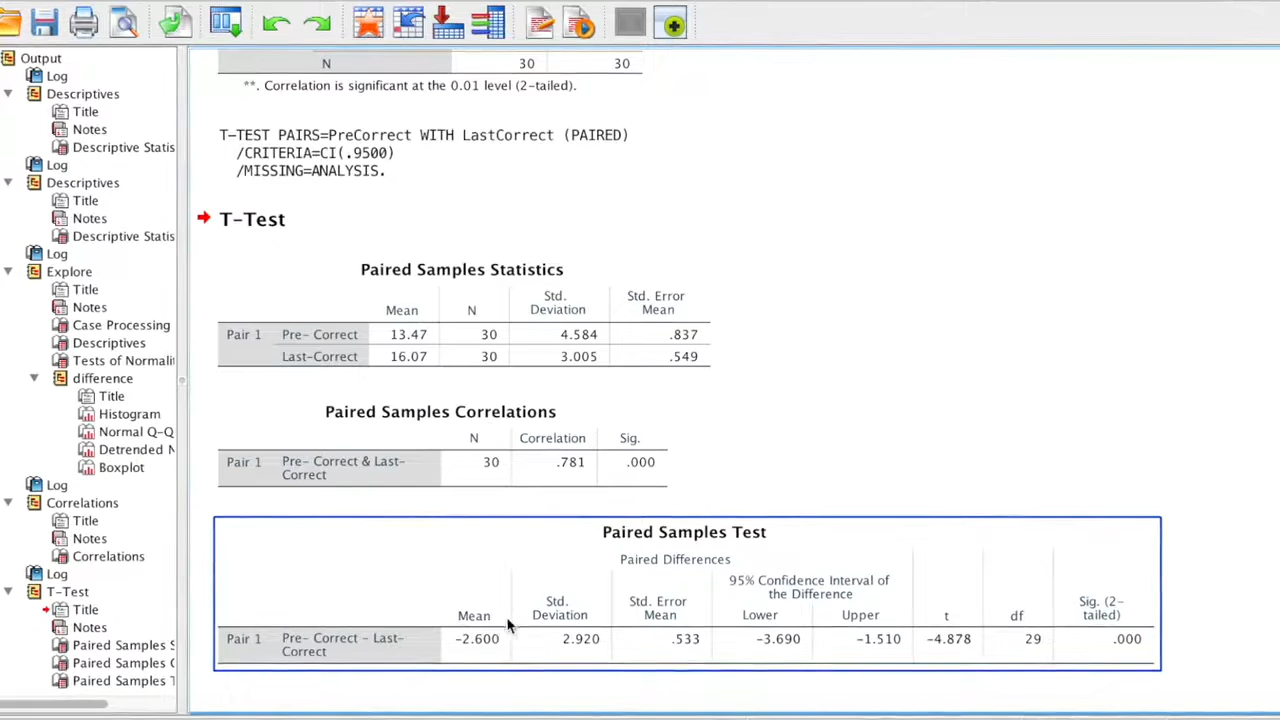 Output
Log
Descriptives
Title
Notes
Descriptive Statis
Log
Descriptives
Title
Notes
Descriptive Statis
Log
Explore
Title
Notes
Case Processing
Descriptives
Tests of Normali
difference
Title
Histogram
Normal Q-Q
Detrended N
Boxplot
Log
Correlations
Title
Notes
Correlations
Log
T-Test
Title
Notes
Paired Samples S
Paired Samples C
Paired Samples T
N 30 30
**. Correlation is significant at the 0.01 level (2-tailed).
T-TEST PAIRS=PreCorrect WITH LastCorrect (PAIRED)
/CRITERIA=CI(.9500)
/MISSING=ANALYSIS.
T-Test
Paired Samples Statistics
Mean N Std. Deviation Std. Error Mean
Pair 1 Pre- Correct 13.47 30 4.584 .837
Last-Correct 16.07 30 3.005 .549
Paired Samples Correlations
N Correlation Sig.
Pair 1 Pre- Correct & Last- 30 .781 .000
Correct
Paired Samples Test
Paired Differences
95% Confidence Interval of
the Difference
Mean Std. Deviation Std. Error Mean Lower Upper t df Sig. (2-tailed)
Pair 1 Pre- Correct - Last- -2.600 2.920 .533 -3.690 -1.510 -4.878 29 .000
Correct